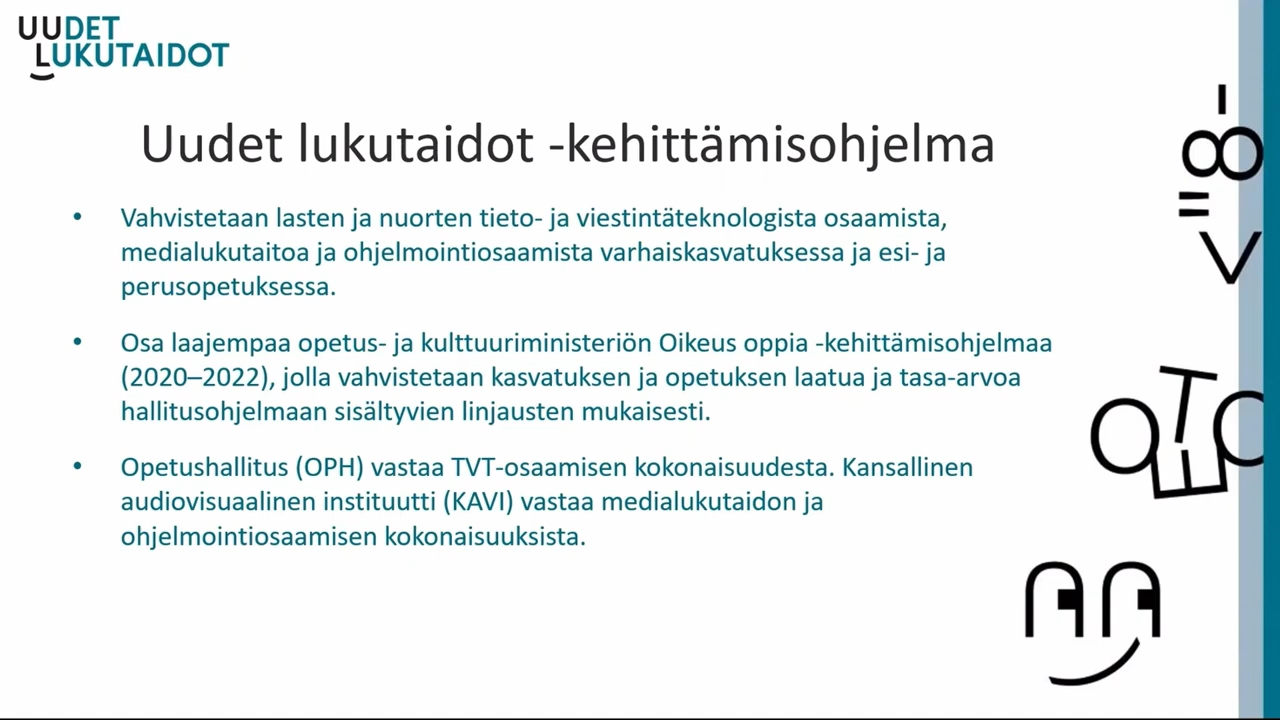 UUDET
LUKUTAIDOT
Uudet lukutaidot -kehittämisohjelma
• Vahvistetaan lasten ja nuorten tieto- ja viestintäteknologista osaamista,
medialukutaitoa ja ohjelmointiosaamista varhaiskasvatuksessa ja esi- ja
perusopetuksessa.
• Osa laajempaa opetus- ja kulttuuriministeriön Oikeus oppia -kehittämisohjelmaa
(2020–2022), jolla vahvistetaan kasvatuksen ja opetuksen laatua ja tasa-arvoa
hallitusohjelmaan sisältyvien linjausten mukaisesti.
• Opetushallitus (OPH) vastaa TVT-osaamisen kokonaisuudesta. Kansallinen
audiovisuaalinen instituutti (KAVI) vastaa medialukutaidon ja
ohjelmointiosaamisen kokonaisuuksista.